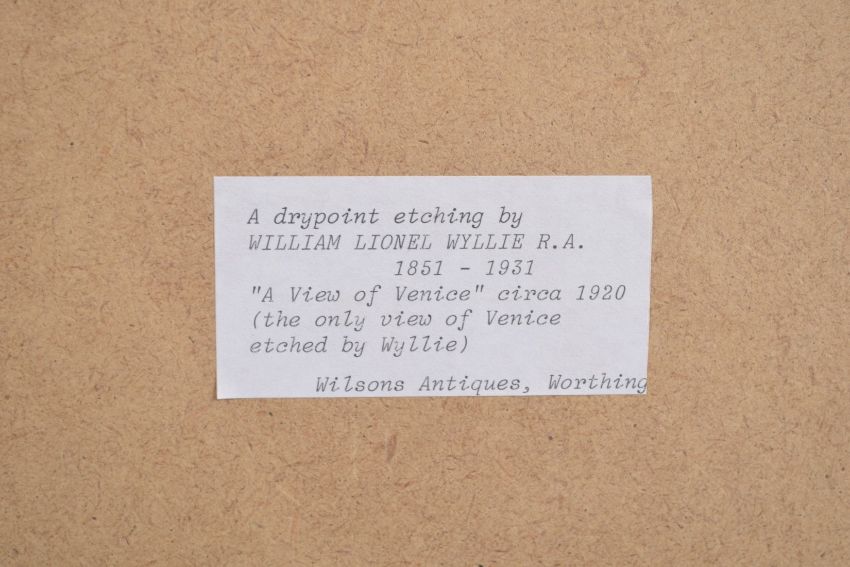 A drypoint etching by
WILLIAM LIONEL WYLLIE R.A.
1851 - 1931
"A View of Venice" circa 1920
(the only view of Venice
etched by Wyllie)
Wilsons Antiques, Worthing